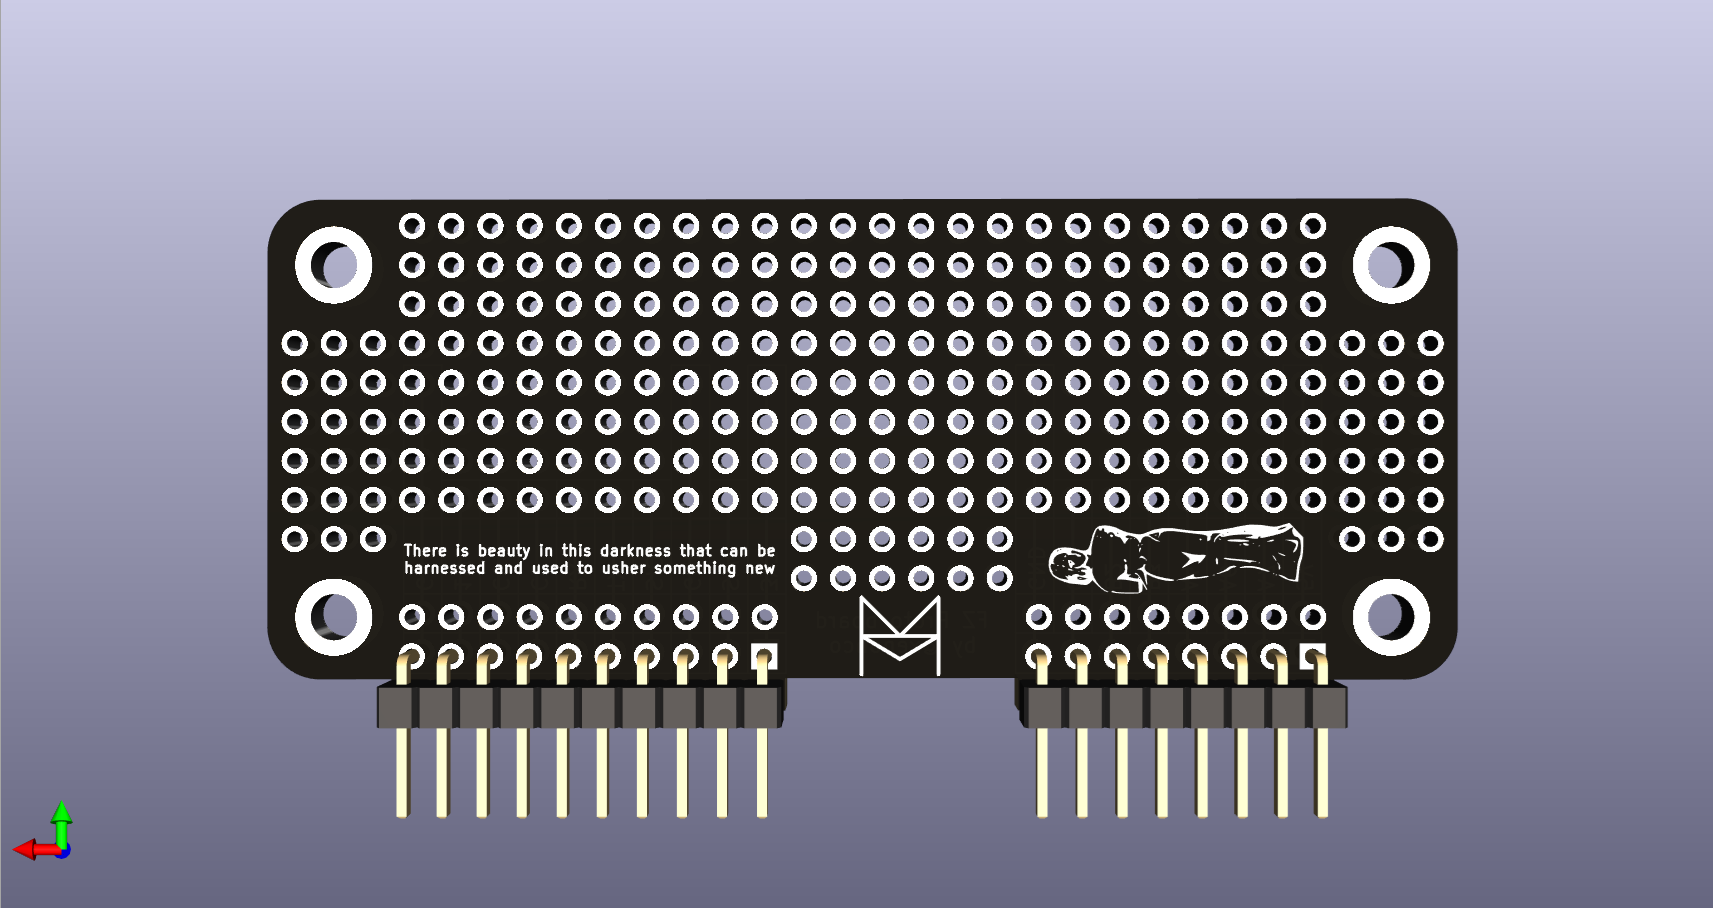 There is beauty in this darkness that can be
harnessed and used to usher something new